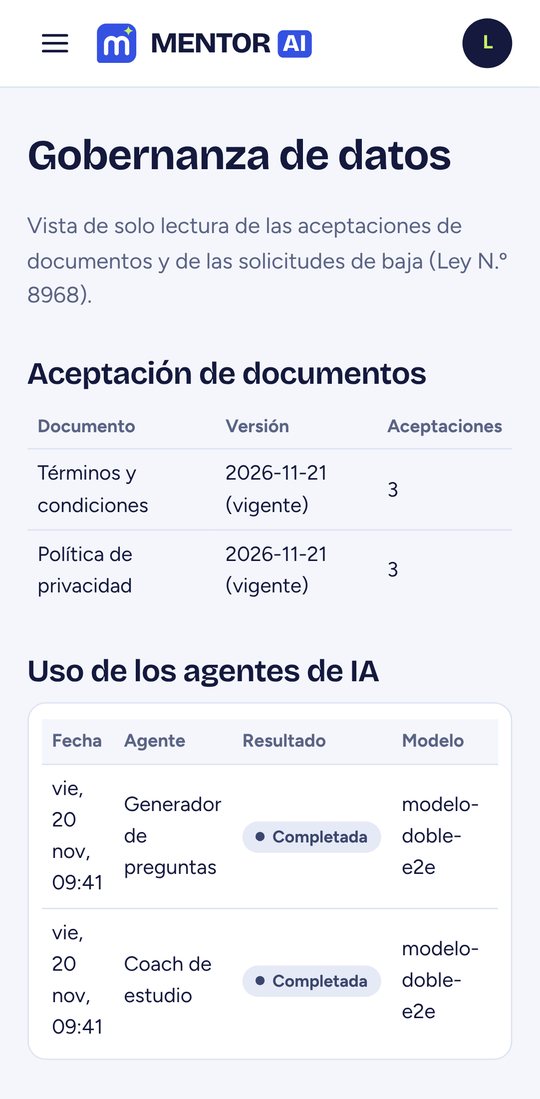 m MENTOR AI L
Gobernanza de datos
Vista de solo lectura de las aceptaciones de
documentos y de las solicitudes de baja (Ley N.º
8968).
Aceptación de documentos
Documento Versión Aceptaciones
Términos y
condiciones
2026-11-21
(vigente)
3
Política de
privacidad
2026-11-21
(vigente)
3
Uso de los agentes de IA
Fecha Agente Resultado Modelo
vie,
20
nov,
09:41
Generador
de
preguntas
Completada
modelo-
doble-
e2e
vie,
20
nov,
09:41
Coach de
estudio
Completada
modelo-
doble-
e2e